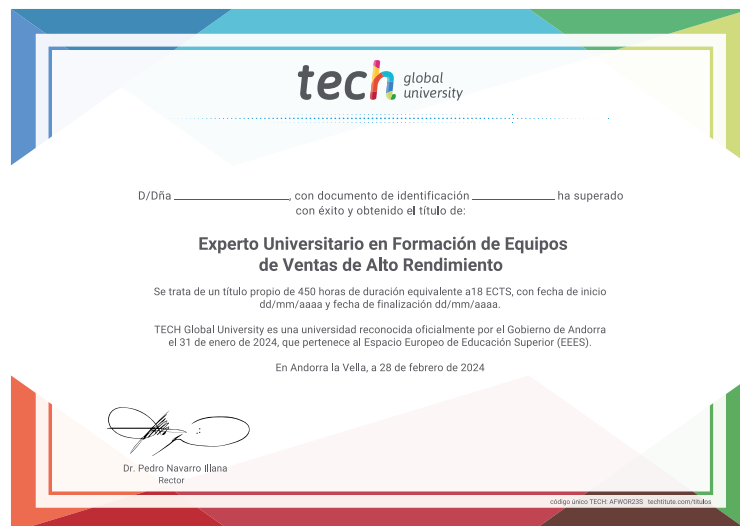 tech global university
D/Dña ____________________, con documento de identificación ______________ ha superado
con éxito y obtenido el título de:
Experto Universitario en Formación de Equipos
de Ventas de Alto Rendimiento
Se trata de un título propio de 450 horas de duración equivalente a18 ECTS, con fecha de inicio
dd/mm/aaaa y fecha de finalización dd/mm/aaaa.
TECH Global University es una universidad reconocida oficialmente por el Gobierno de Andorra
el 31 de enero de 2024, que pertenece al Espacio Europeo de Educación Superior (EEES).
En Andorra la Vella, a 28 de febrero de 2024
Dr. Pedro Navarro Illana
Rector
código único TECH: AFWOR23S techtitute.com/titulos